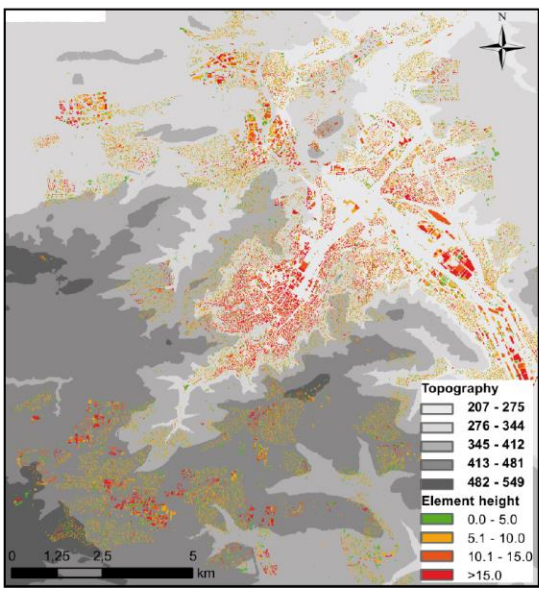 N
Topography
207 - 275
276 - 344
345 - 412
413 - 481
482 - 549
Element height
0.0 - 5.0
5.1 - 10.0
10.1 - 15.0
>15.0
0 1,25 2,5 5
km